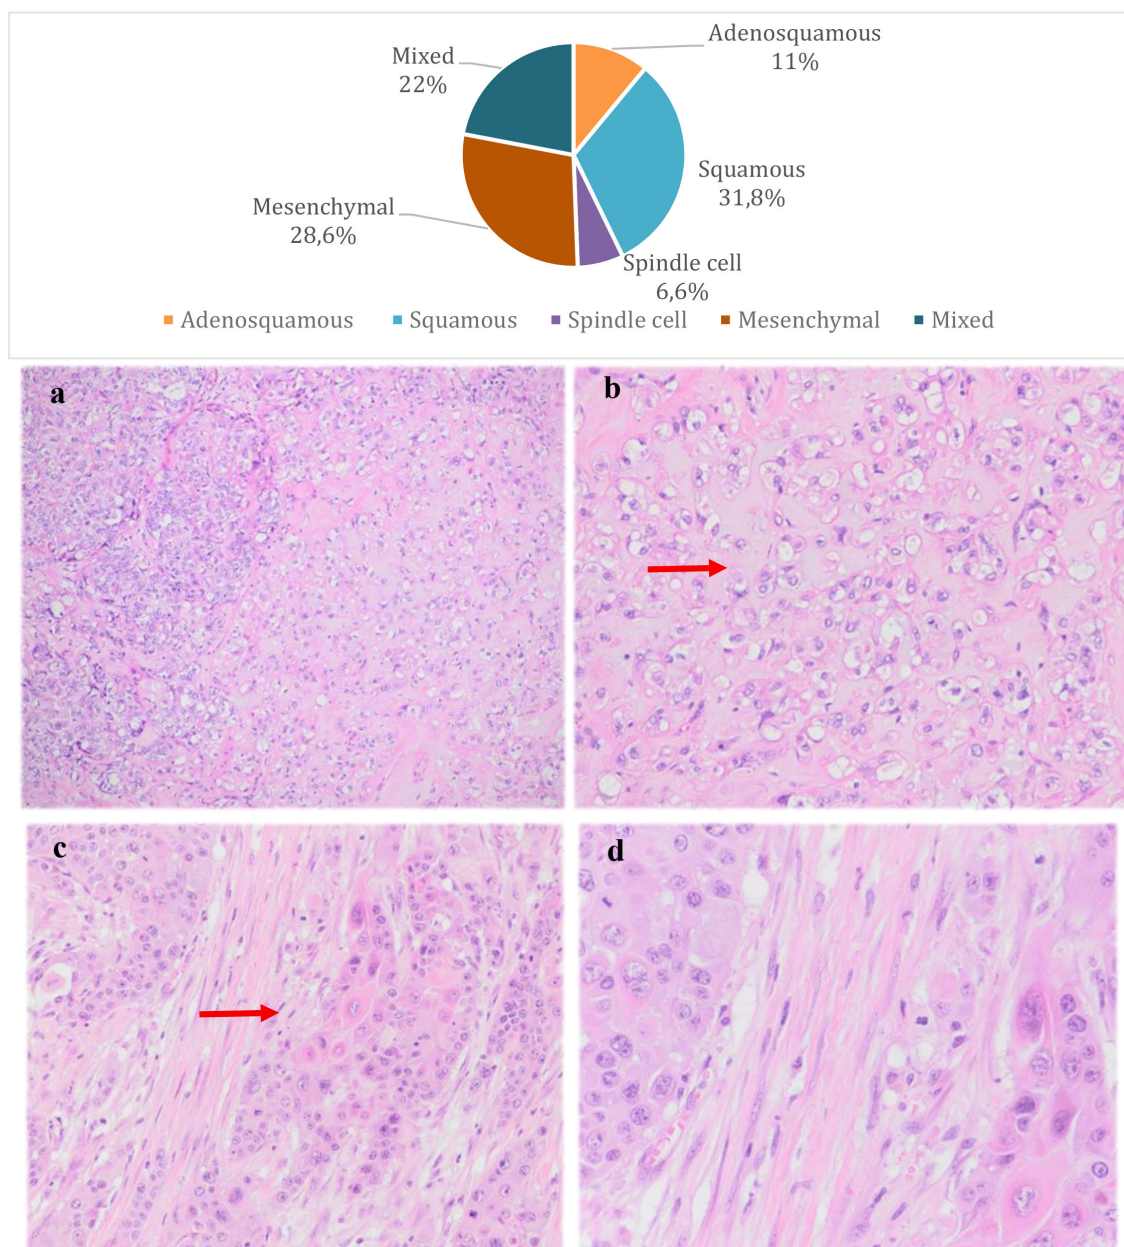 Adenosquamous
11%
Mixed
22%
Squamous
31,8%
Mesenchymal
28,6%
Spindle cell
6,6%
Adenosquamous Squamous Spindle cell Mesenchymal Mixed
a
b
c
d